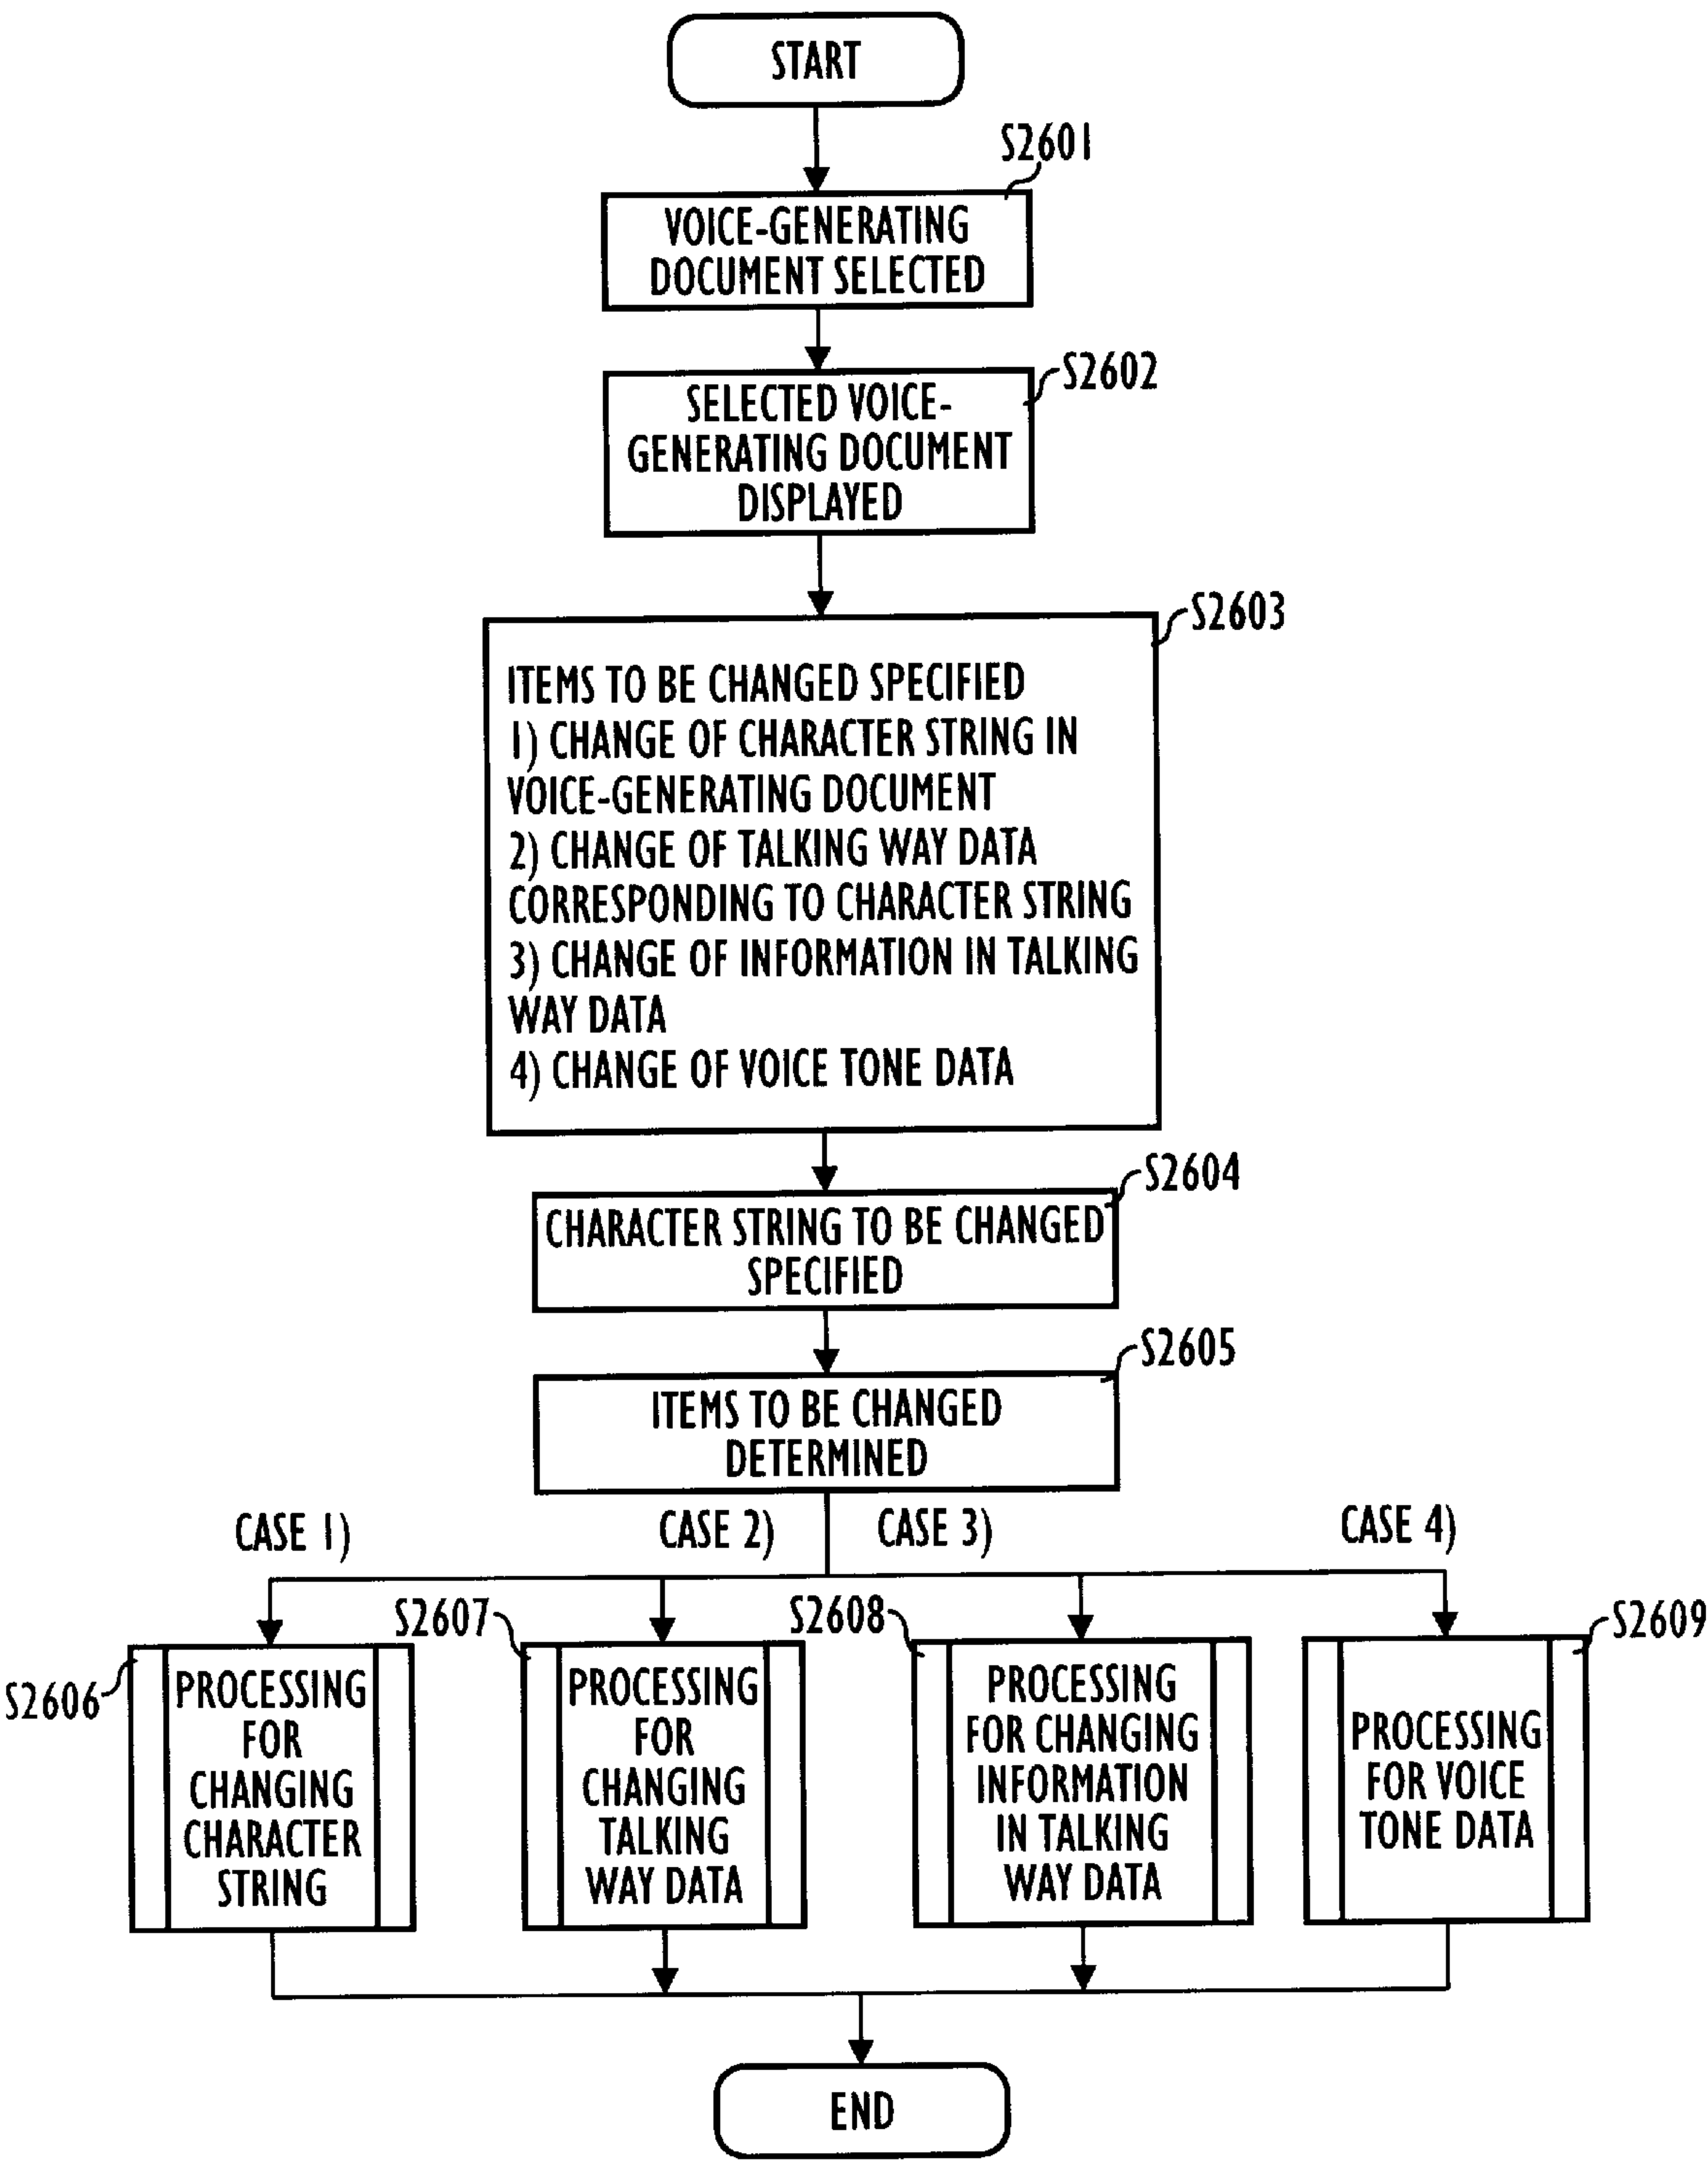 START
S2601
VOICE-GENERATING
DOCUMENT SELECTED
S2602
SELECTED VOICE-
GENERATING DOCUMENT
DISPLAYED
S2603
ITEMS TO BE CHANGED SPECIFIED
1) CHANGE OF CHARACTER STRING IN
VOICE-GENERATING DOCUMENT
2) CHANGE OF TALKING WAY DATA
CORRESPONDING TO CHARACTER STRING
3) CHANGE OF INFORMATION IN TALKING
WAY DATA
4) CHANGE OF VOICE TONE DATA
S2604
CHARACTER STRING TO BE CHANGED
SPECIFIED
S2605
ITEMS TO BE CHANGED
DETERMINED
CASE 1)
CASE 2)
CASE 3)
CASE 4)
S2606
PROCESSING
FOR
CHANGING
CHARACTER
STRING
S2607
PROCESSING
FOR
CHANGING
TALKING
WAY DATA
S2608
PROCESSING
FOR CHANGING
INFORMATION
IN TALKING
WAY DATA
S2609
PROCESSING
FOR VOICE
TONE DATA
END